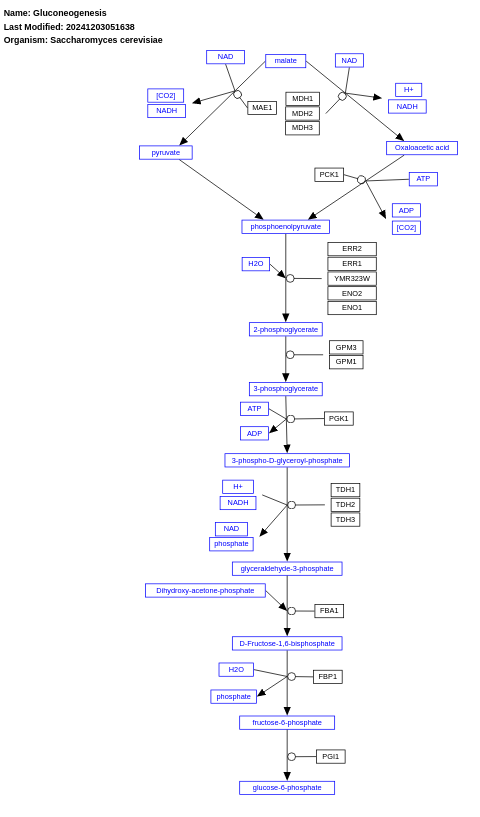 Name: Gluconeogenesis
Last Modified: 20241203051638
Organism: Saccharomyces cerevisiae
NAD
malate
NAD
[CO2]
NADH
MAE1
MDH1
MDH2
MDH3
H+
NADH
pyruvate
Oxaloacetic acid
PCK1
ATP
ADP
[CO2]
phosphoenolpyruvate
H2O
ERR2
ERR1
YMR323W
ENO2
ENO1
2-phosphoglycerate
GPM3
GPM1
3-phosphoglycerate
ATP
ADP
PGK1
3-phospho-D-glyceroyl-phosphate
H+
NADH
NAD
phosphate
TDH1
TDH2
TDH3
glyceraldehyde-3-phosphate
Dihydroxy-acetone-phosphate
FBA1
D-Fructose-1,6-bisphosphate
H2O
phosphate
FBP1
fructose-6-phosphate
PGI1
glucose-6-phosphate